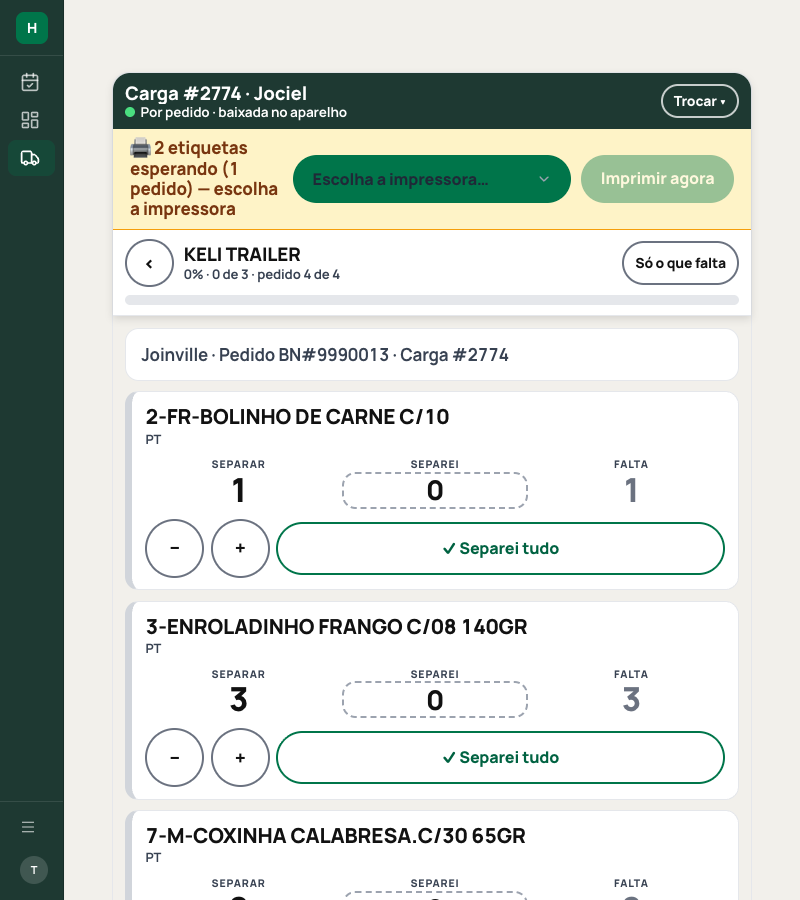 H
Carga #2774 · Jociel
Trocar ▾
Por pedido · baixada no aparelho
🖨️ 2 etiquetas
esperando (1
pedido) — escolha
a impressora
Escolha a impressora...
Imprimir agora
‹
KELI TRAILER
0% · 0 de 3 · pedido 4 de 4
Só o que falta
Joinville · Pedido BN#9990013 · Carga #2774
2-FR-BOLINHO DE CARNE C/10
PT
SEPARAR SEPAREI FALTA
1 0 1
− + ✓ Separei tudo
3-ENROLADINHO FRANGO C/08 140GR
PT
SEPARAR SEPAREI FALTA
3 0 3
− + ✓ Separei tudo
7-M-COXINHA CALABRESA.C/30 65GR
PT
SEPARAR SEPAREI FALTA
T